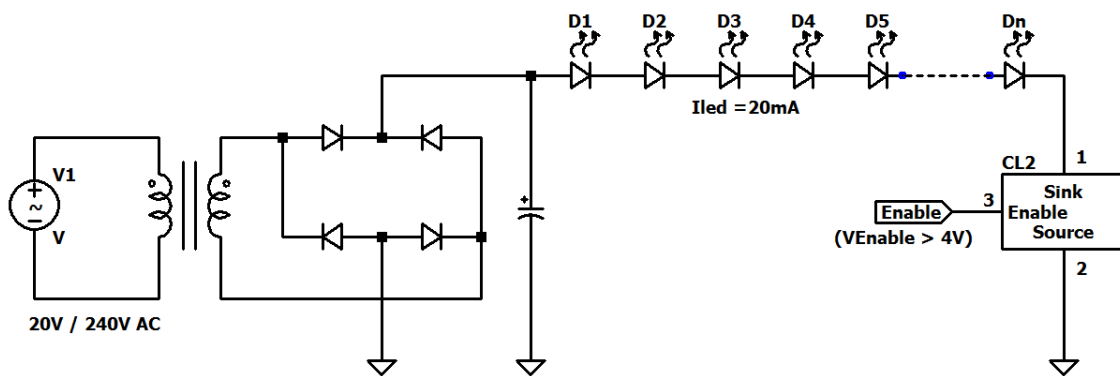 D1 D2 D3 D4 D5 Dn
Iled =20mA
V1
+
~
−
V
20V / 240V AC
+
CL2
1
Sink
3
Enable
Enable
Source
(VEnable > 4V)
2